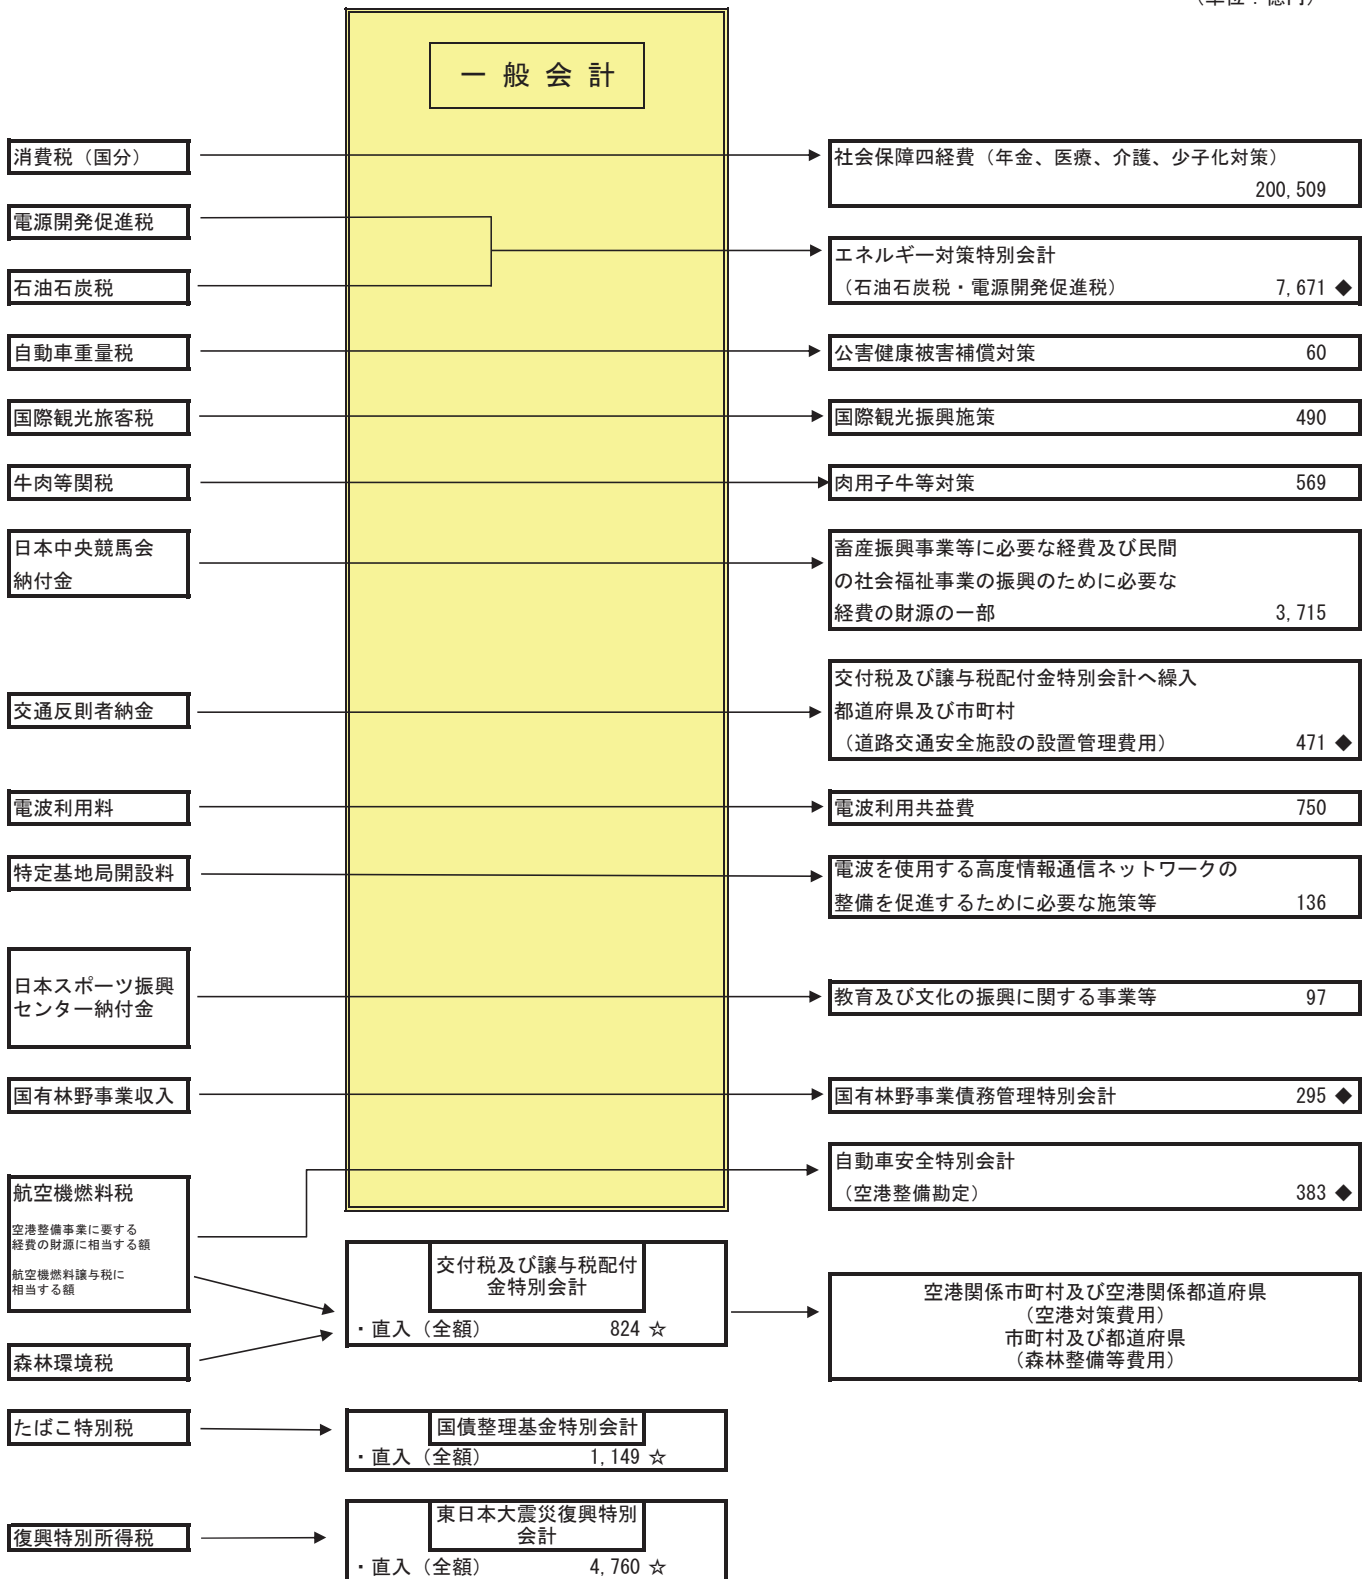 （単位：億円）
一般会計
消費税（国分）
社会保障四経費（年金、医療、介護、少子化対策）
200,509
電源開発促進税
石油石炭税
エネルギー対策特別会計
（石油石炭税・電源開発促進税） 7,671 ◆
自動車重量税
公害健康被害補償対策 60
国際観光旅客税
国際観光振興施策 490
牛肉等関税
肉用子牛等対策 569
日本中央競馬会
納付金
畜産振興事業等に必要な経費及び民間
の社会福祉事業の振興のために必要な
経費の財源の一部 3,715
交通反則者納金
交付税及び譲与税配付金特別会計へ繰入
都道府県及び市町村
（道路交通安全施設の設置管理費用） 471 ◆
電波利用料
電波利用共益費 750
特定基地局開設料
電波を使用する高度情報通信ネットワークの
整備を促進するために必要な施策等 136
日本スポーツ振興
センター納付金
教育及び文化の振興に関する事業等 97
国有林野事業収入
国有林野事業債務管理特別会計 295 ◆
航空機燃料税
空港整備事業に要する
経費の財源に相当する額
航空機燃料譲与税に
相当する額
自動車安全特別会計
（空港整備勘定） 383 ◆
森林環境税
交付税及び譲与税配付
金特別会計
・直入（全額） 824 ☆
空港関係市町村及び空港関係都道府県
（空港対策費用）
市町村及び都道府県
（森林整備等費用）
たばこ特別税
国債整理基金特別会計
・直入（全額） 1,149 ☆
復興特別所得税
東日本大震災復興特別
会計
・直入（全額） 4,760 ☆